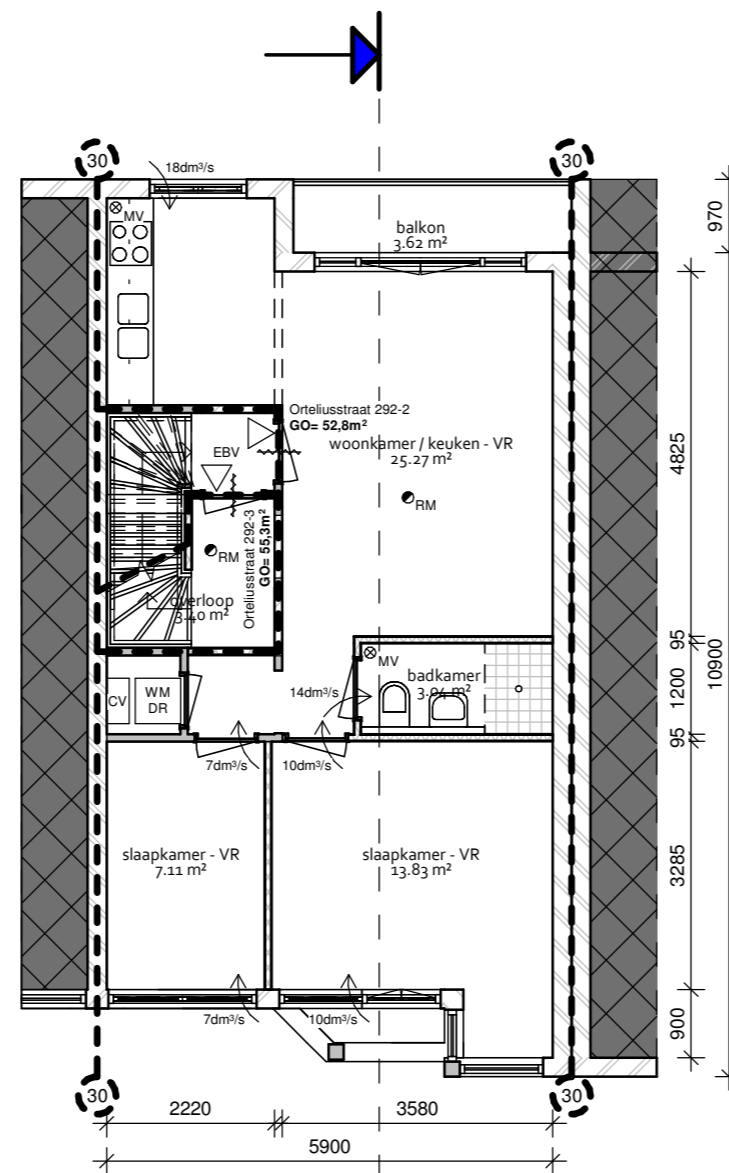 30
30
18dm³/s
MV
balkon
3.62 m²
970
Orteliusstraat 292-2
GO= 52,8m²
woonkamer / keuken - VR
25.27 m²
EBV
4825
RM
RM
Orteliusstraat 292-3
GO= 55,3m²
overloop
3.40 m²
95
MV
badkamer
3.04 m²
1200
10900
CV
WM
DR
14dm³/s
95
7dm³/s
10dm³/s
slaapkamer - VR
7.11 m²
slaapkamer - VR
13.83 m²
3285
7dm³/s
10dm³/s
900
30
30
2220
3580
5900